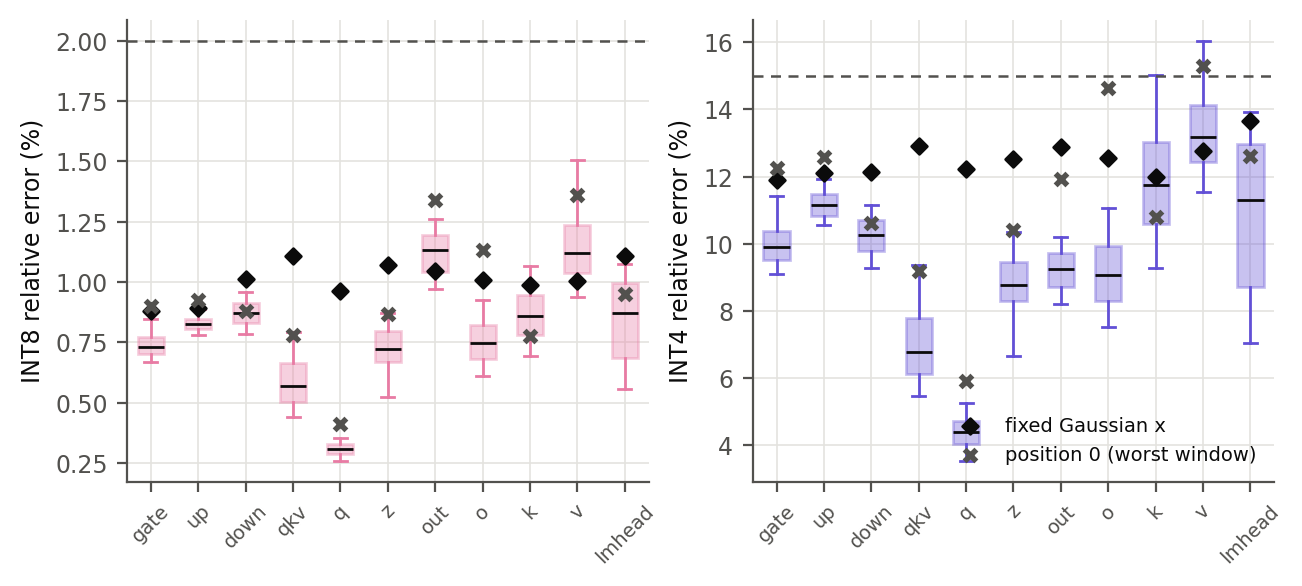 INT8 relative error (%)
2.00
1.75
1.50
1.25
1.00
0.75
0.50
0.25
gate
up
down
qkv
q
z
out
o
k
v
lmhead
INT4 relative error (%)
16
14
12
10
8
6
4
gate
up
down
qkv
q
z
out
o
k
v
lmhead
fixed Gaussian x
position 0 (worst window)